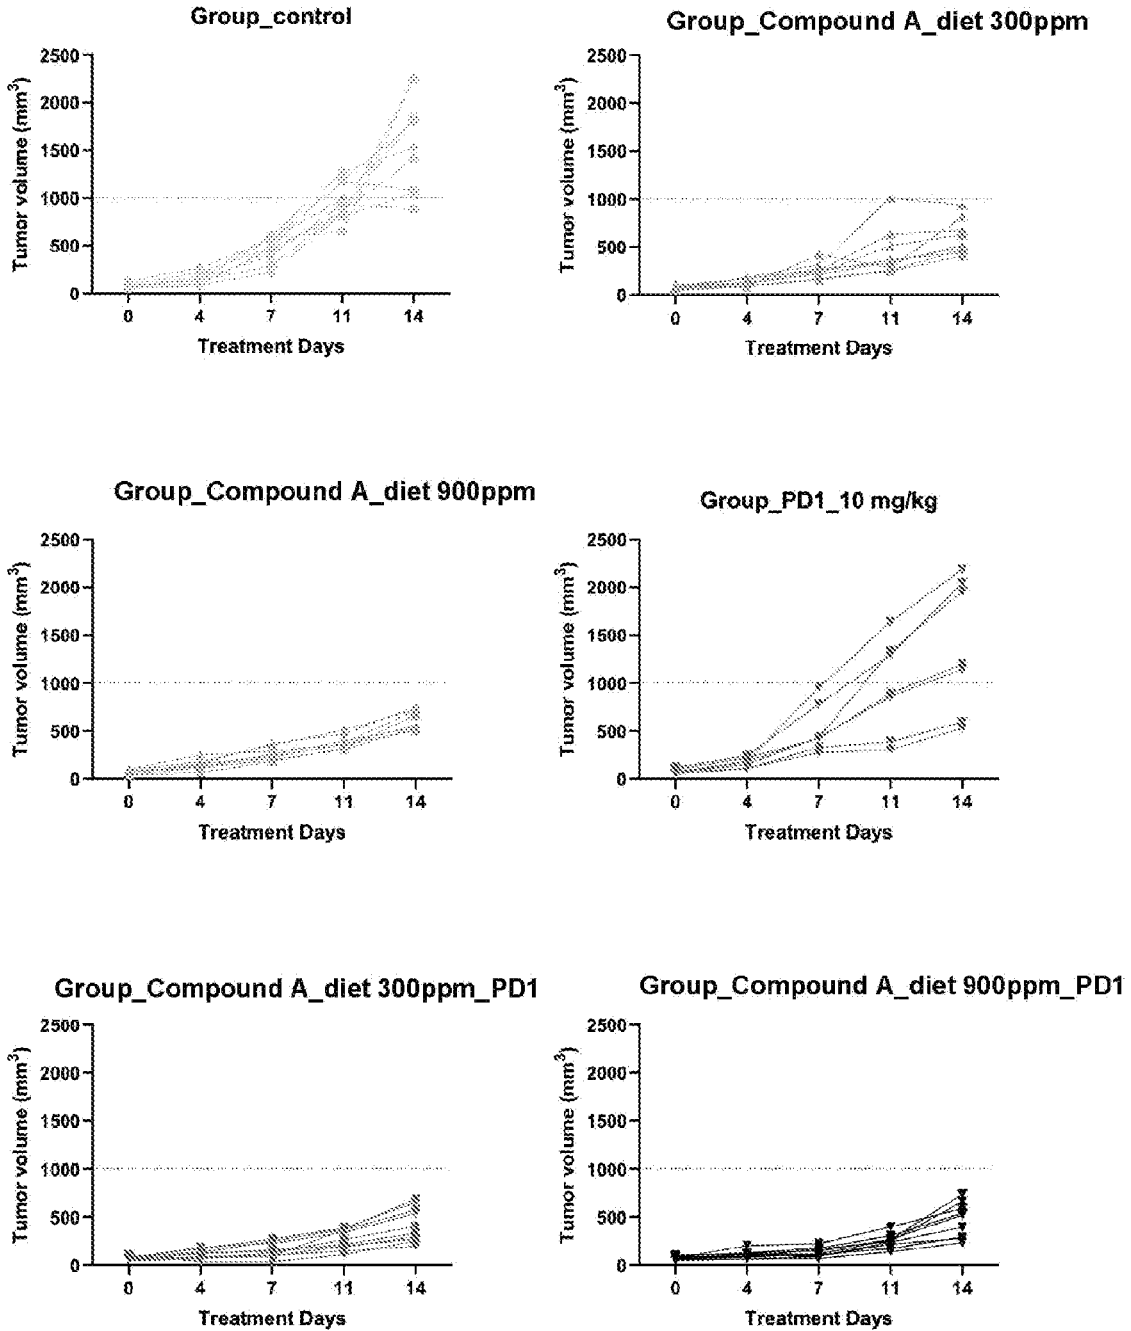 Group_control
2500
2000
1500
1000
500
0
Tumor volume (mm³)
0 4 7 11 14
Treatment Days
Group_Compound A_diet 300ppm
2500
2000
1500
1000
500
0
Tumor volume (mm³)
0 4 7 11 14
Treatment Days
Group_Compound A_diet 900ppm
2500
2000
1500
1000
500
0
Tumor volume (mm³)
0 4 7 11 14
Treatment Days
Group_PD1_10 mg/kg
2500
2000
1500
1000
500
0
Tumor volume (mm³)
0 4 7 11 14
Treatment Days
Group_Compound A_diet 300ppm_PD1
2500
2000
1500
1000
500
0
Tumor volume (mm³)
0 4 7 11 14
Treatment Days
Group_Compound A_diet 900ppm_PD1
2500
2000
1500
1000
500
0
Tumor volume (mm³)
0 4 7 11 14
Treatment Days